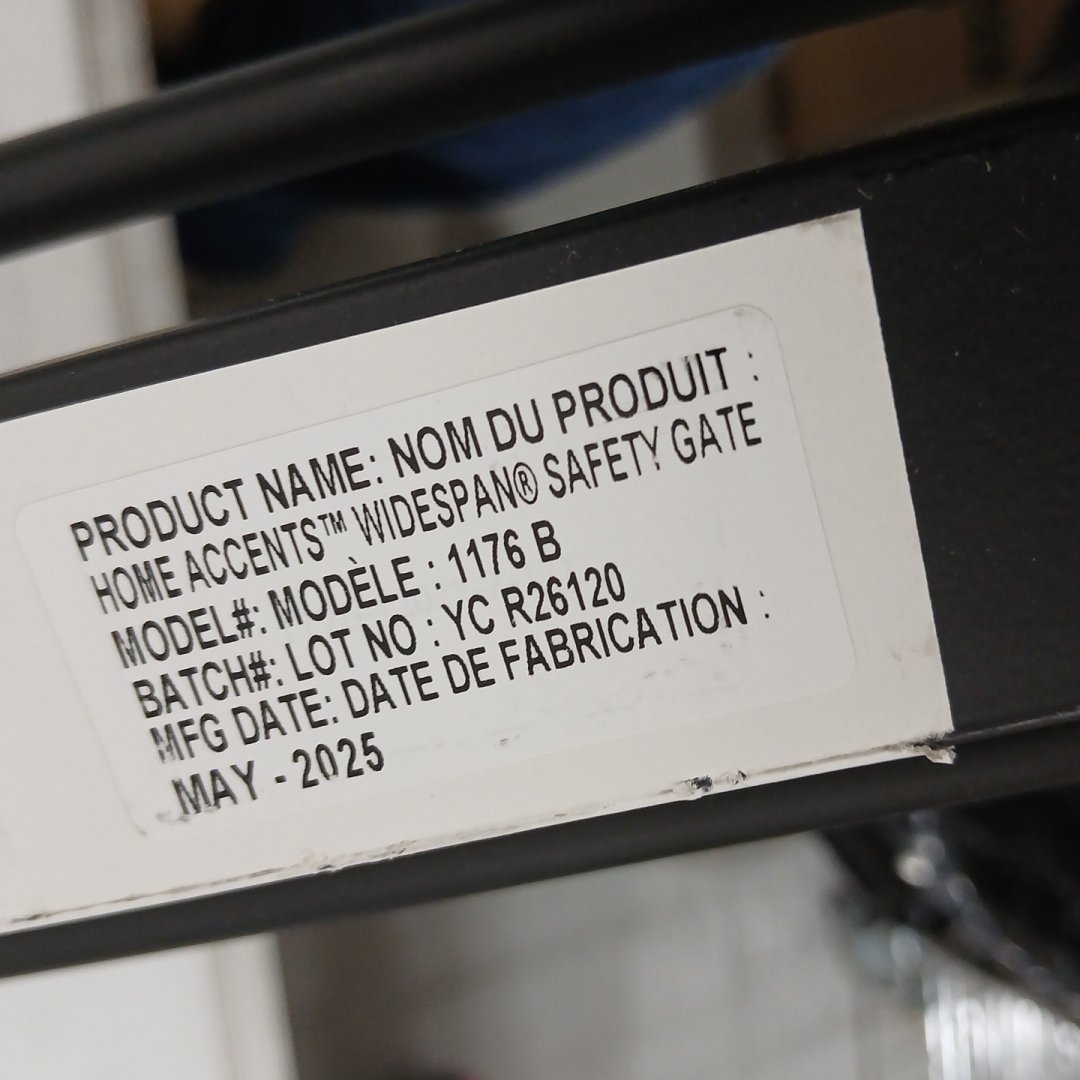 PRODUCT NAME: NOM DU PRODUIT :
HOME ACCENTS™ WIDESPAN® SAFETY GATE
MODEL#: MODÈLE : 1176 B
BATCH#: LOT NO : YC R26120
MFG DATE: DATE DE FABRICATION :
MAY - 2025